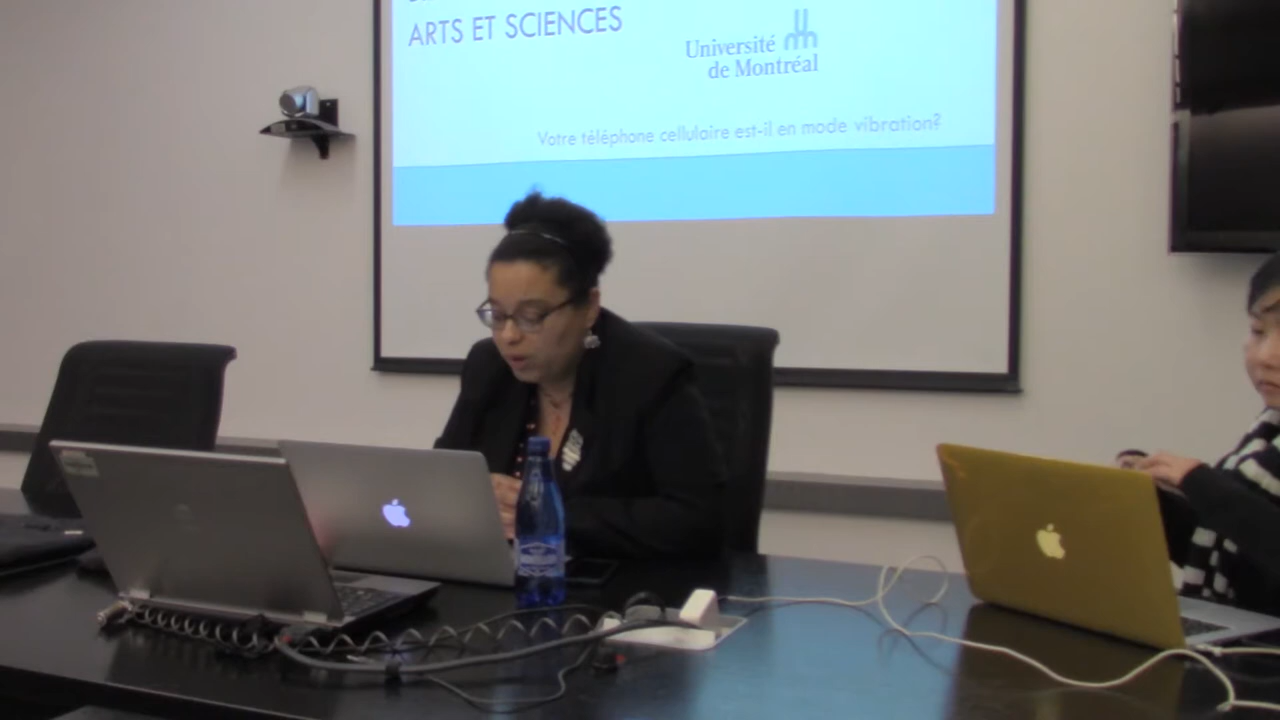 ARTS ET SCIENCES
Université
de Montréal
Votre téléphone cellulaire est-il en mode vibration?